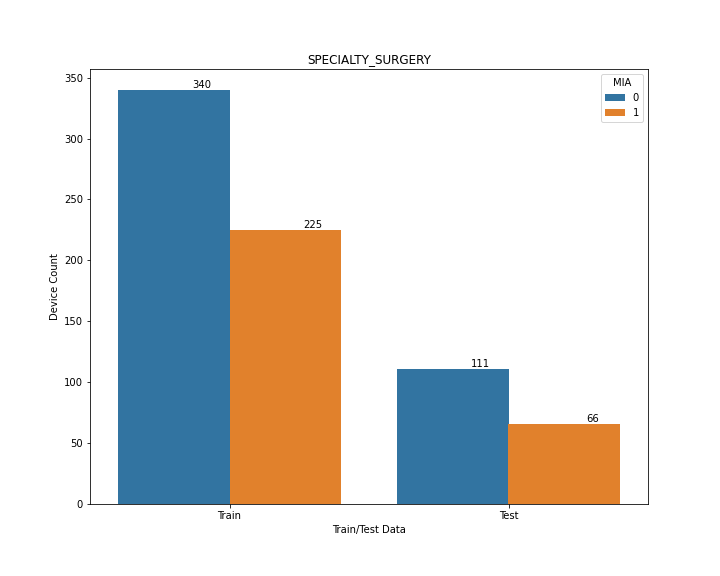 SPECIALTY_SURGERY
MIA
0
1
350
300
250
200
150
100
50
0
Device Count
340
225
111
66
Train
Test
Train/Test Data